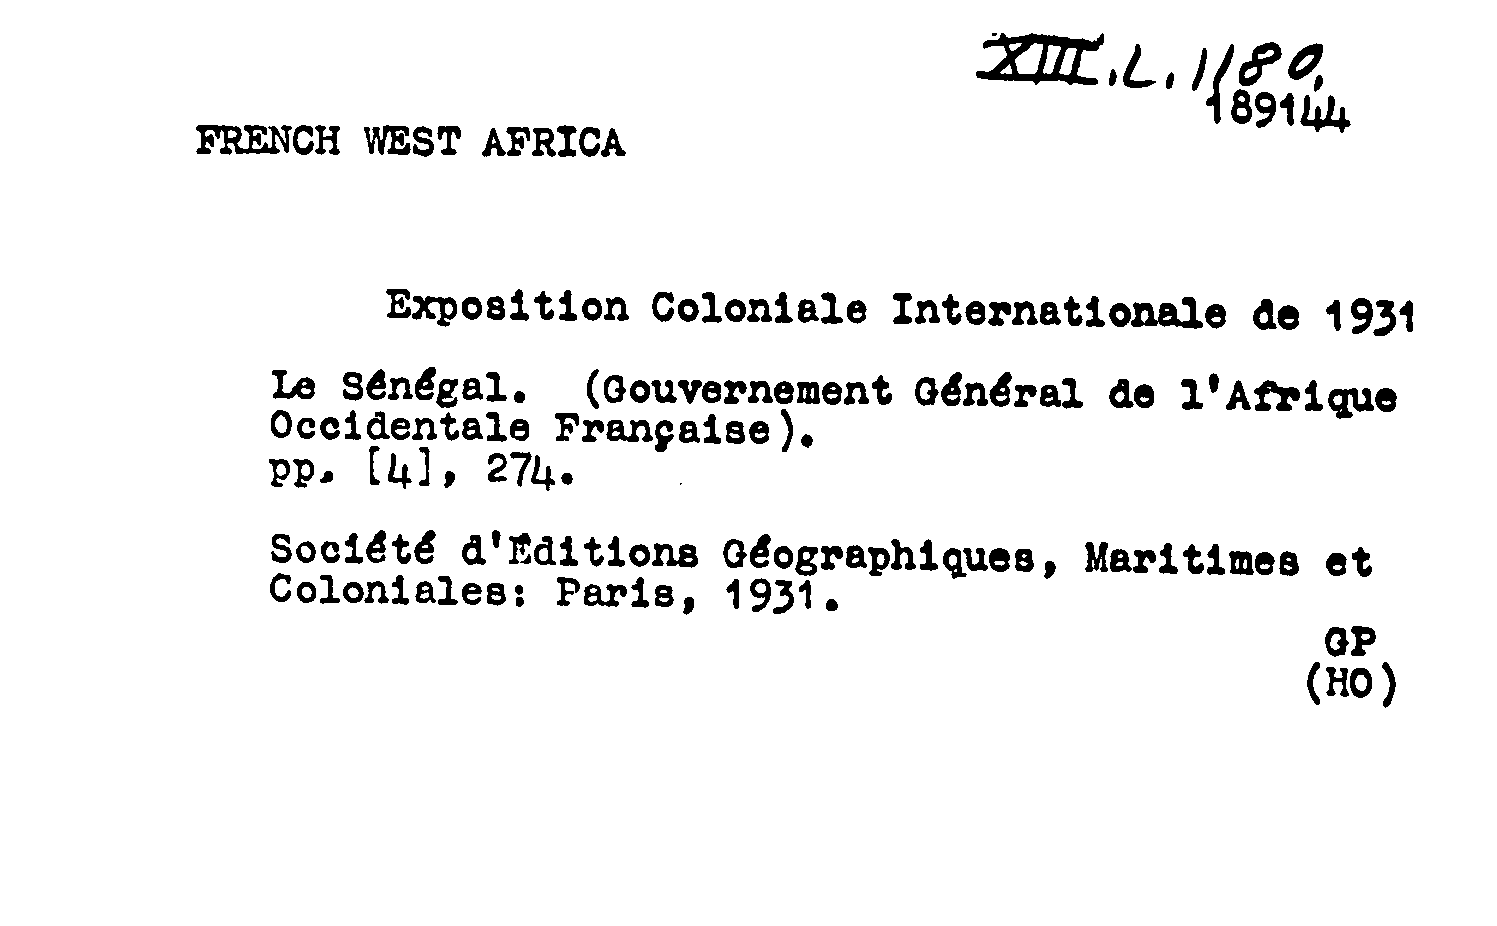 XIII.L.1180.
189144
FRENCH WEST AFRICA
Exposition Coloniale Internationale de 1931
Le Sénégal. (Gouvernement Général de l'Afrique
Occidentale Française).
pp. [4], 274.
Société d'Éditions Géographiques, Maritimes et
Coloniales: Paris, 1931.
GP
(HO)